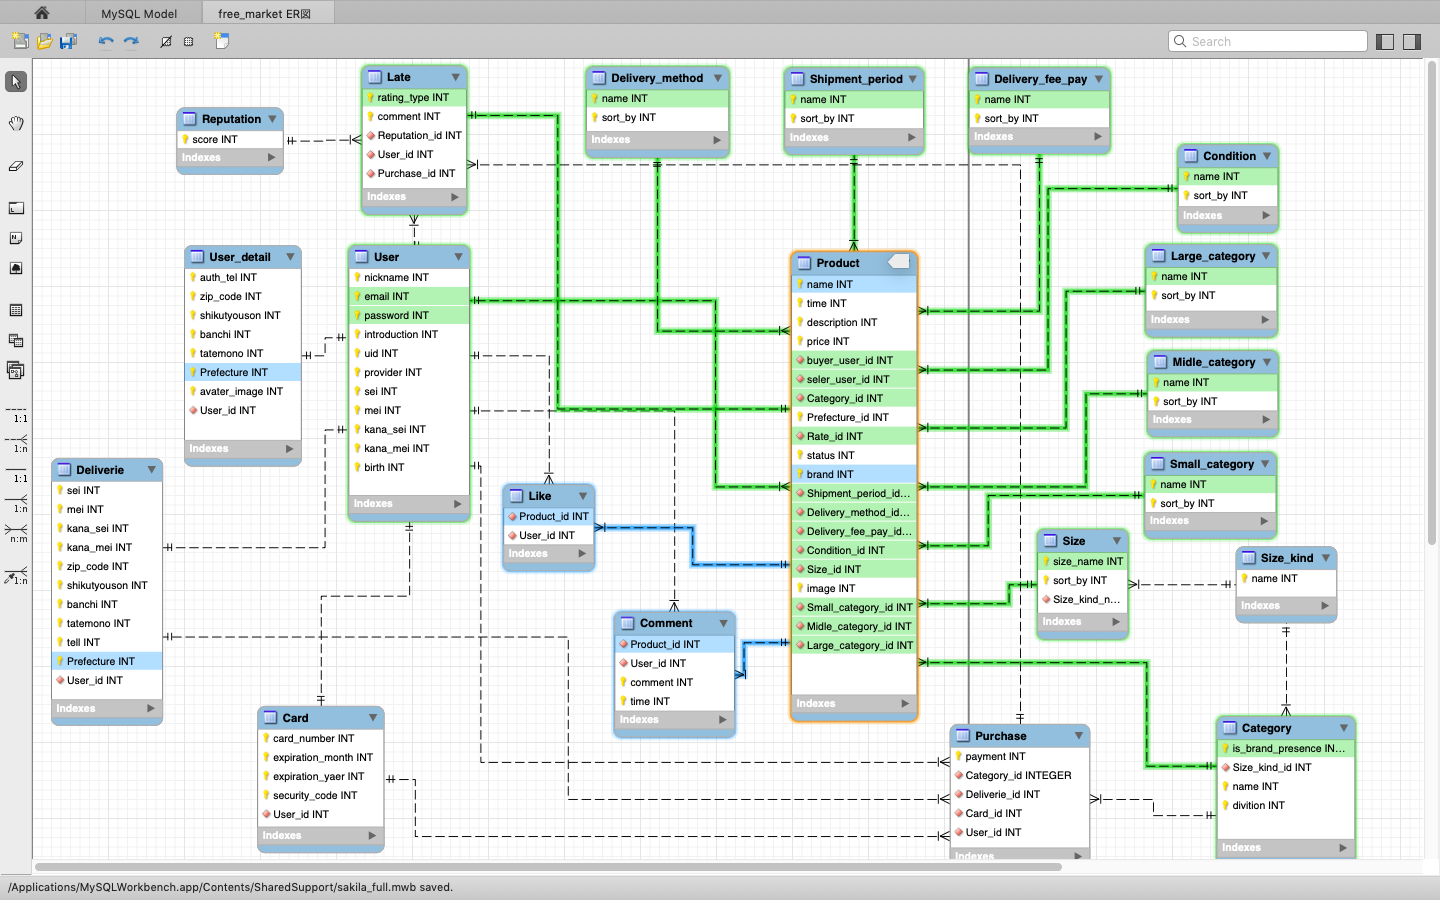 MySQL Model
free_market ER図
Search
Late
rating_type INT
comment INT
Reputation_id INT
User_id INT
Purchase_id INT
Indexes
Delivery_method
name INT
sort_by INT
Indexes
Shipment_period
name INT
sort_by INT
Indexes
Delivery_fee_pay
name INT
sort_by INT
Indexes
Reputation
score INT
Indexes
Condition
name INT
sort_by INT
Indexes
User_detail
auth_tel INT
zip_code INT
shikutyouson INT
banchi INT
tatemono INT
Prefecture INT
avater_image INT
User_id INT
Indexes
User
nickname INT
email INT
password INT
introduction INT
uid INT
provider INT
sei INT
mei INT
kana_sei INT
kana_mei INT
birth INT
Indexes
Product
name INT
time INT
description INT
price INT
buyer_user_id INT
seler_user_id INT
Category_id INT
Prefecture_id INT
Rate_id INT
status INT
brand INT
Shipment_period_id...
Delivery_method_id...
Delivery_fee_pay_id...
Condition_id INT
Size_id INT
image INT
Small_category_id INT
Midle_category_id INT
Large_category_id INT
Indexes
Large_category
name INT
sort_by INT
Indexes
Midle_category
name INT
sort_by INT
Indexes
Small_category
name INT
sort_by INT
Indexes
1:1
1:n
1:1
1:n
n:m
1:n
Deliverie
sei INT
mei INT
kana_sei INT
kana_mei INT
zip_code INT
shikutyouson INT
banchi INT
tatemono INT
tell INT
Prefecture INT
User_id INT
Indexes
Like
Product_id INT
User_id INT
Indexes
Size
size_name INT
sort_by INT
Size_kind_n...
Indexes
Size_kind
name INT
Indexes
Comment
Product_id INT
User_id INT
comment INT
time INT
Indexes
Card
card_number INT
expiration_month INT
expiration_yaer INT
security_code INT
User_id INT
Indexes
Purchase
payment INT
Category_id INTEGER
Deliverie_id INT
Card_id INT
User_id INT
Indexes
Category
is_brand_presence IN...
Size_kind_id INT
name INT
divition INT
Indexes
/Applications/MySQLWorkbench.app/Contents/SharedSupport/sakila_full.mwb saved.